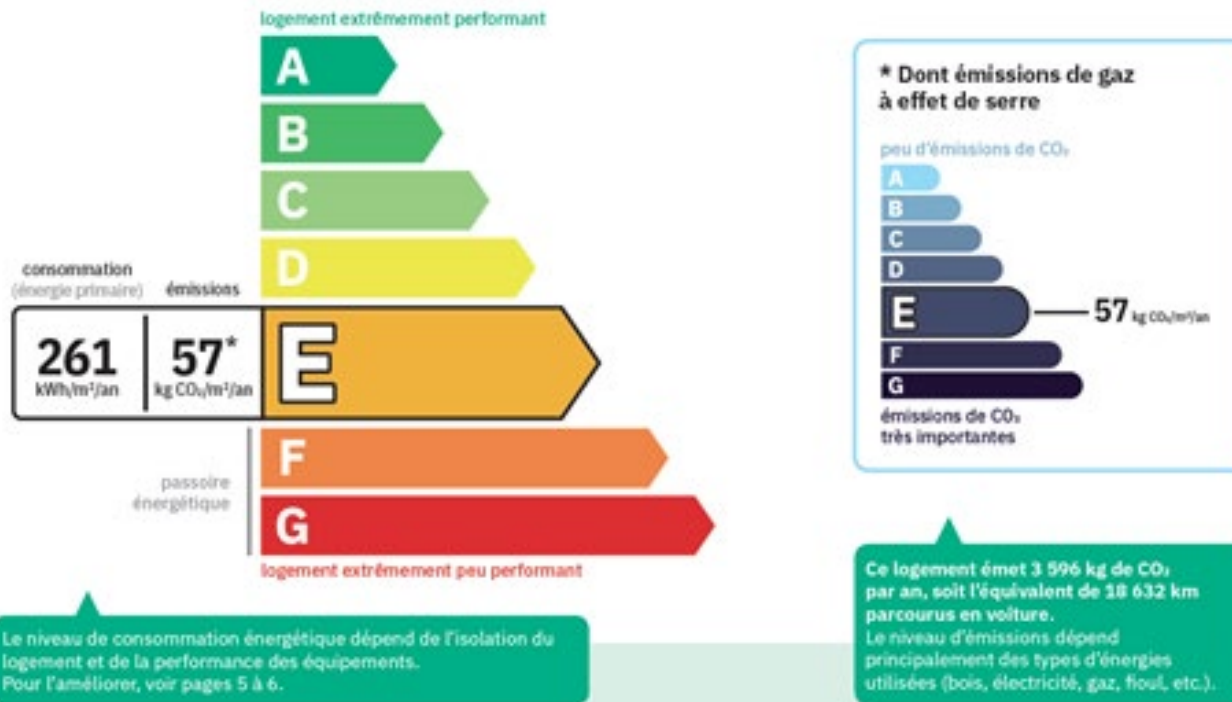 logement extrêmement performant
A
B
C
D
consommation
(énergie primaire)
émissions
261
kWh/m²/an
57*
kg CO₂/m²/an
E
F
G
passoire
énergétique
logement extrêmement peu performant
Le niveau de consommation énergétique dépend de l'isolation du
logement et de la performance des équipements.
Pour l'améliorer, voir pages 5 à 6.
* Dont émissions de gaz
à effet de serre
peu d'émissions de CO₂
A
B
C
D
E
57 kg CO₂/m²/an
F
G
émissions de CO₂
très importantes
Ce logement émet 3 596 kg de CO₂
par an, soit l'équivalent de 18 632 km
parcourus en voiture.
Le niveau d'émissions dépend
principalement des types d'énergies
utilisées (bois, électricité, gaz, fioul, etc.).